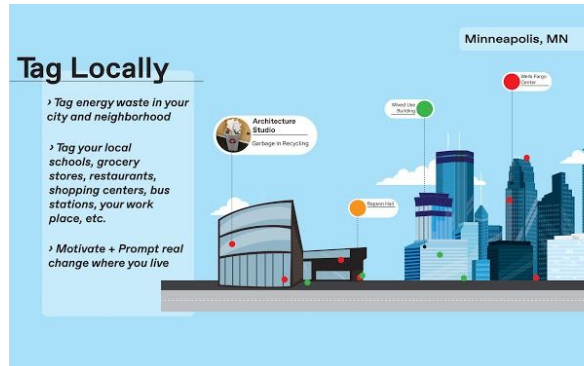 Minneapolis, MN
Tag Locally
› Tag energy waste in your
city and neighborhood
› Tag your local
schools, grocery
stores, restaurants,
shopping centers, bus
stations, your work
place, etc.
› Motivate + Prompt real
change where you live
Architecture
Studio
Garbage in Recycling
Rapson Hall
Mixed Use
Building
Wells Fargo
Center